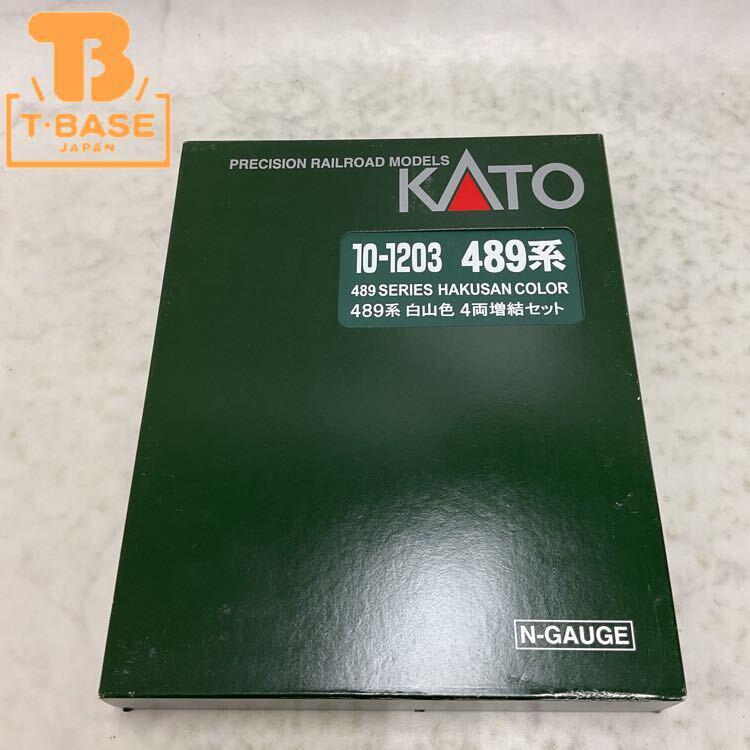 TB
T・BASE
JAPAN
PRECISION RAILROAD MODELS
KATO
10-1203 489系
489 SERIES HAKUSAN COLOR
489系 白山色 4両増結セット
N-GAUGE